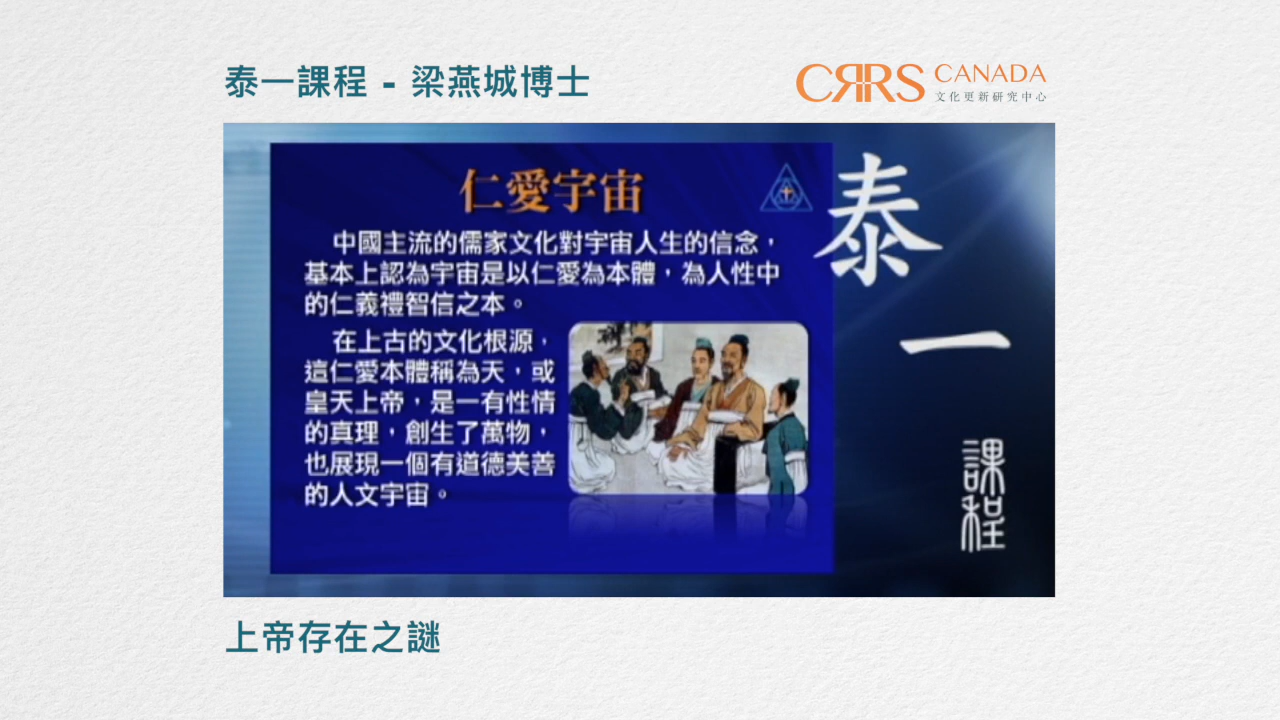 泰一課程 - 梁燕城博士
CRRS CANADA
文化更新研究中心
仁愛宇宙
中國主流的儒家文化對宇宙人生的信念，
基本上認為宇宙是以仁愛為本體，為人性中
的仁義禮智信之本。
在上古的文化根源，
這仁愛本體稱為天，或
皇天上帝，是一有性情
的真理，創生了萬物，
也展現一個有道德美善
的人文宇宙。
泰一
課程
上帝存在之謎